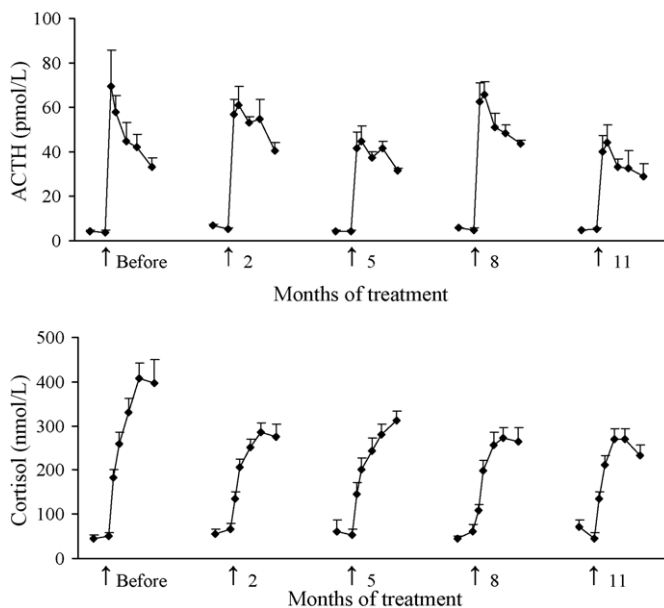 ACTH (pmol/L)
100
80
60
40
20
0
↑ Before ↑ 2 ↑ 5 ↑ 8 ↑ 11
Months of treatment
Cortisol (nmol/L)
500
400
300
200
100
0
↑ Before ↑ 2 ↑ 5 ↑ 8 ↑ 11
Months of treatment